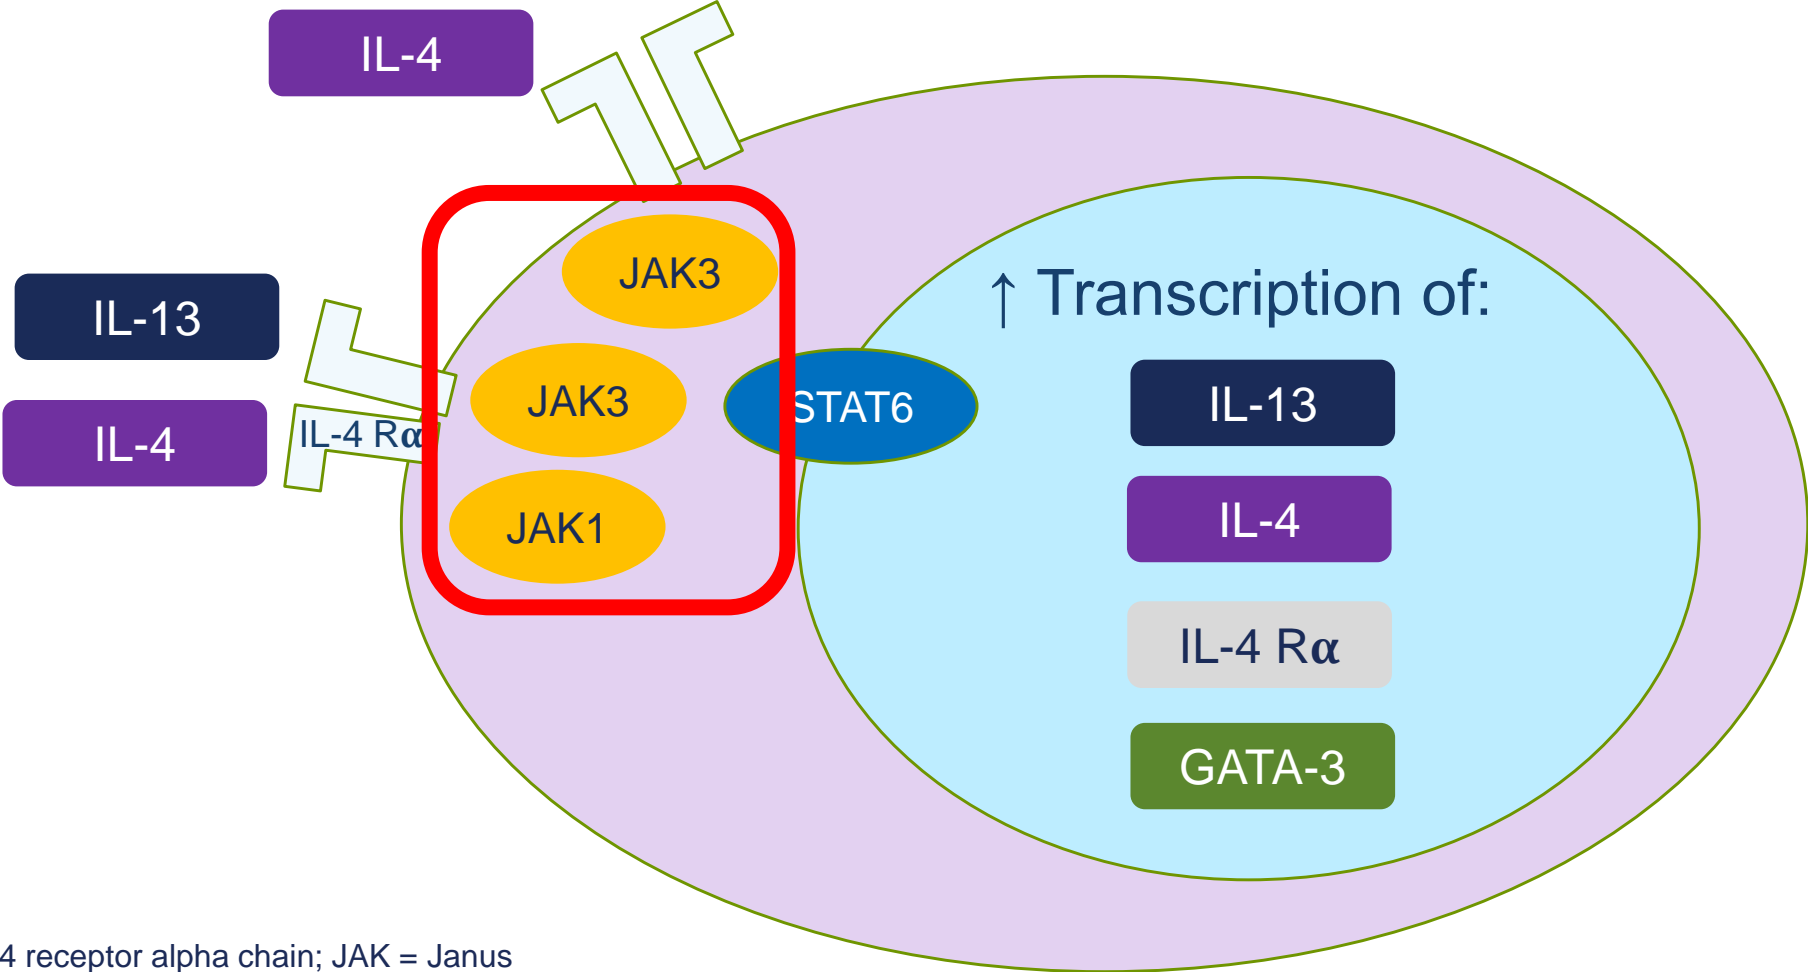 IL-4
JAK3
↑ Transcription of:
IL-13
JAK3
STAT6
IL-13
IL-4
IL-4 Rα
IL-4
JAK1
IL-4 Rα
GATA-3
4 receptor alpha chain; JAK = Janus